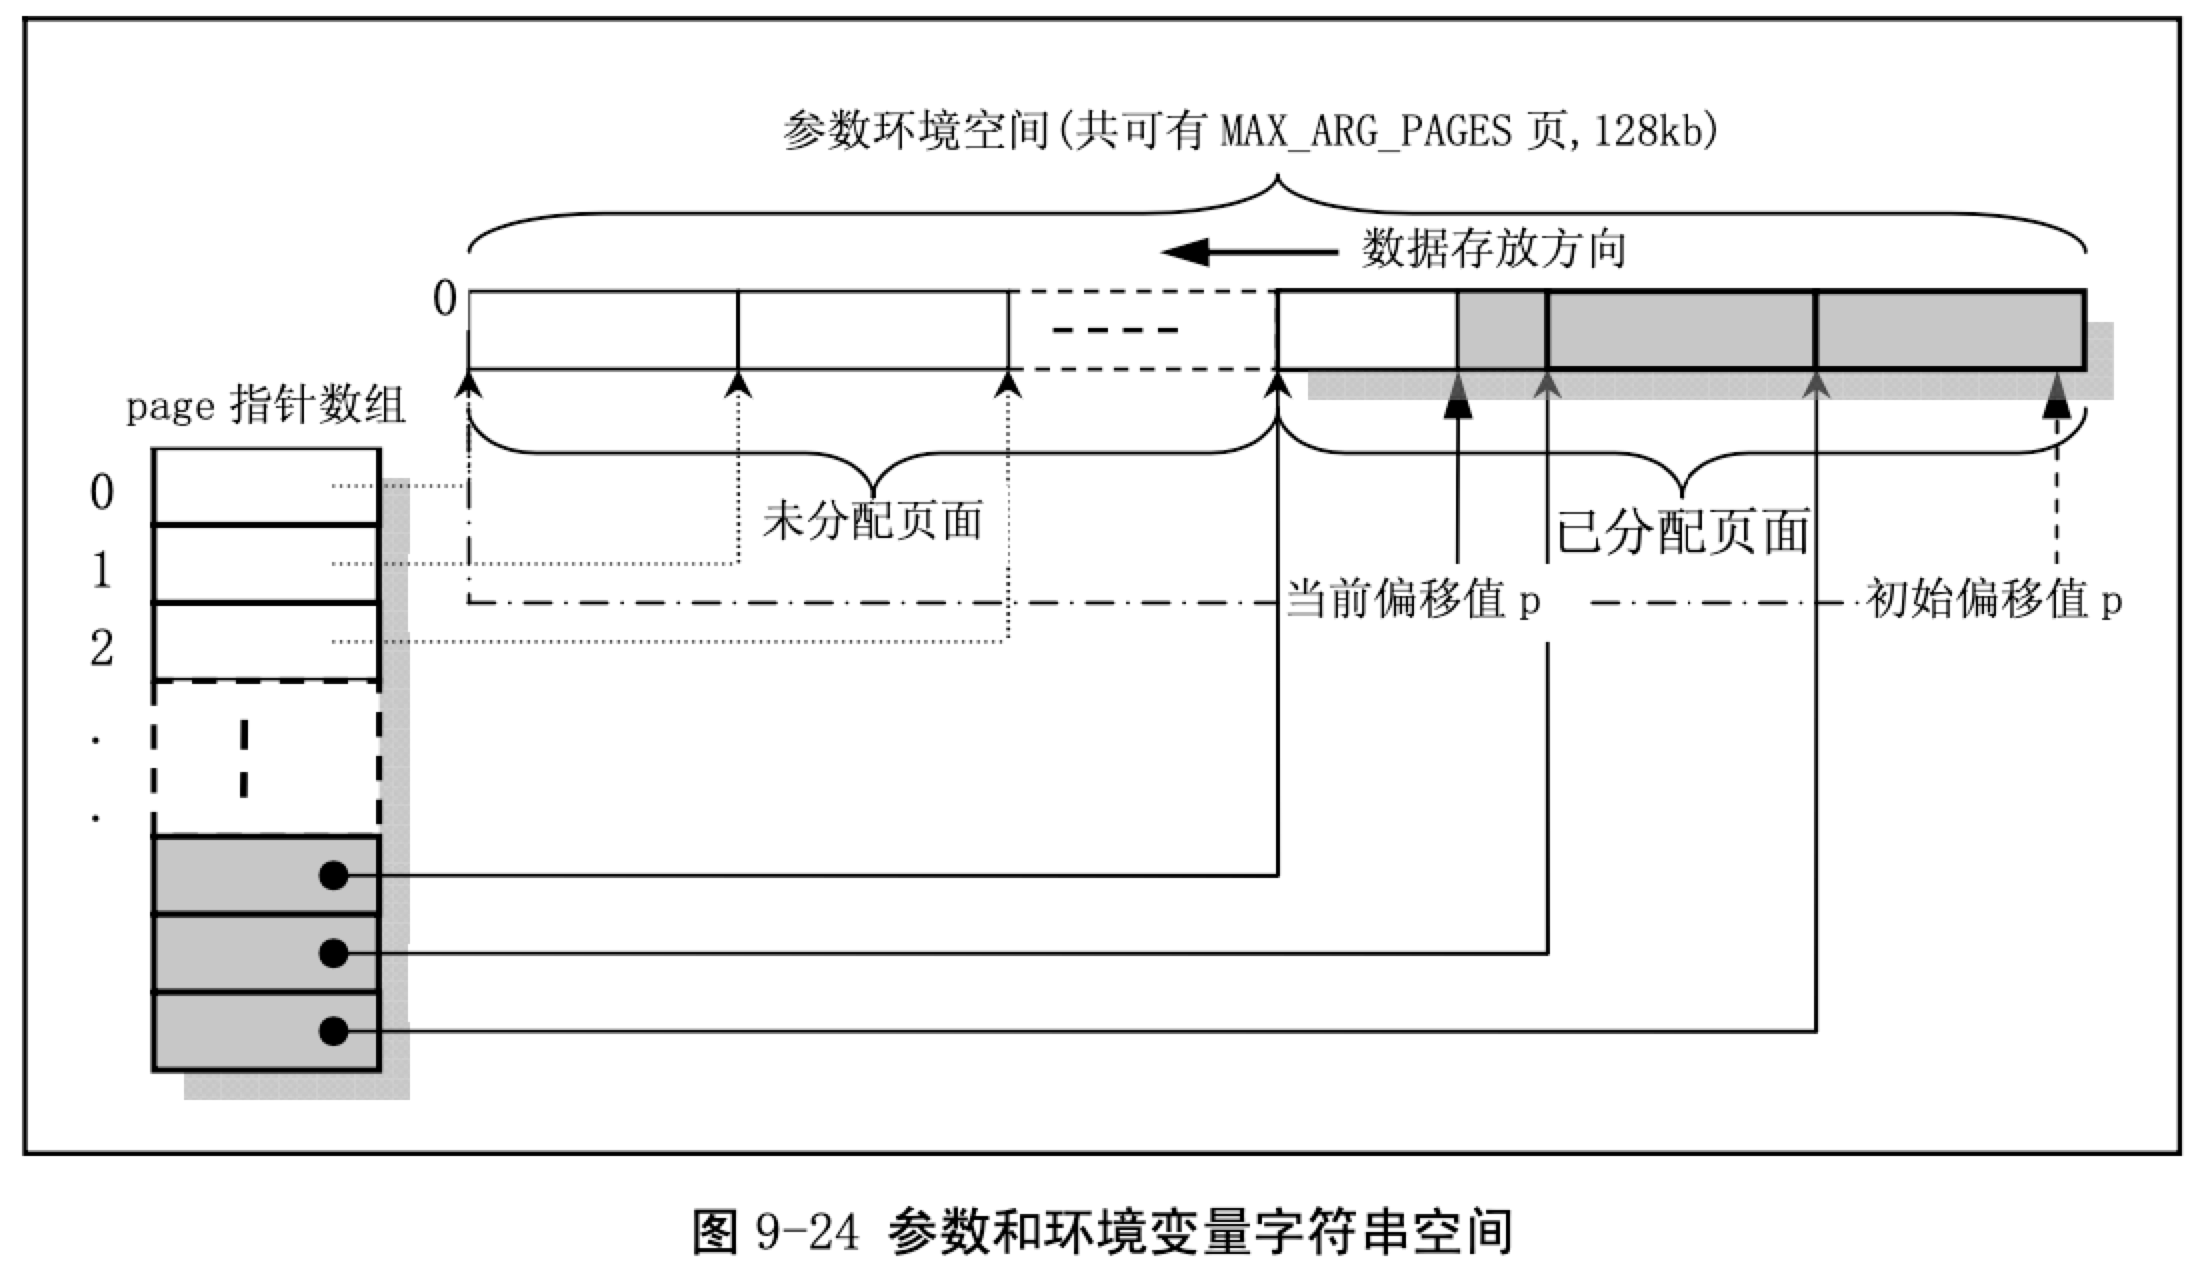 参数环境空间(共可有 MAX_ARG_PAGES 页, 128kb)
数据存放方向
0
page 指针数组
0
未分配页面
已分配页面
1
当前偏移值 p
初始偏移值 p
2
.
.
图 9-24 参数和环境变量字符串空间